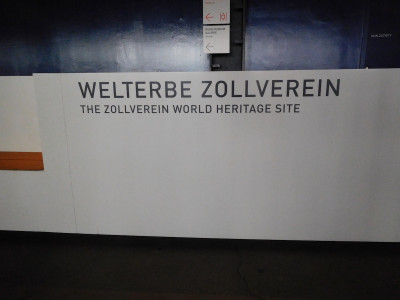 WELTERBE ZOLLVEREIN
THE ZOLLVEREIN WORLD HERITAGE SITE